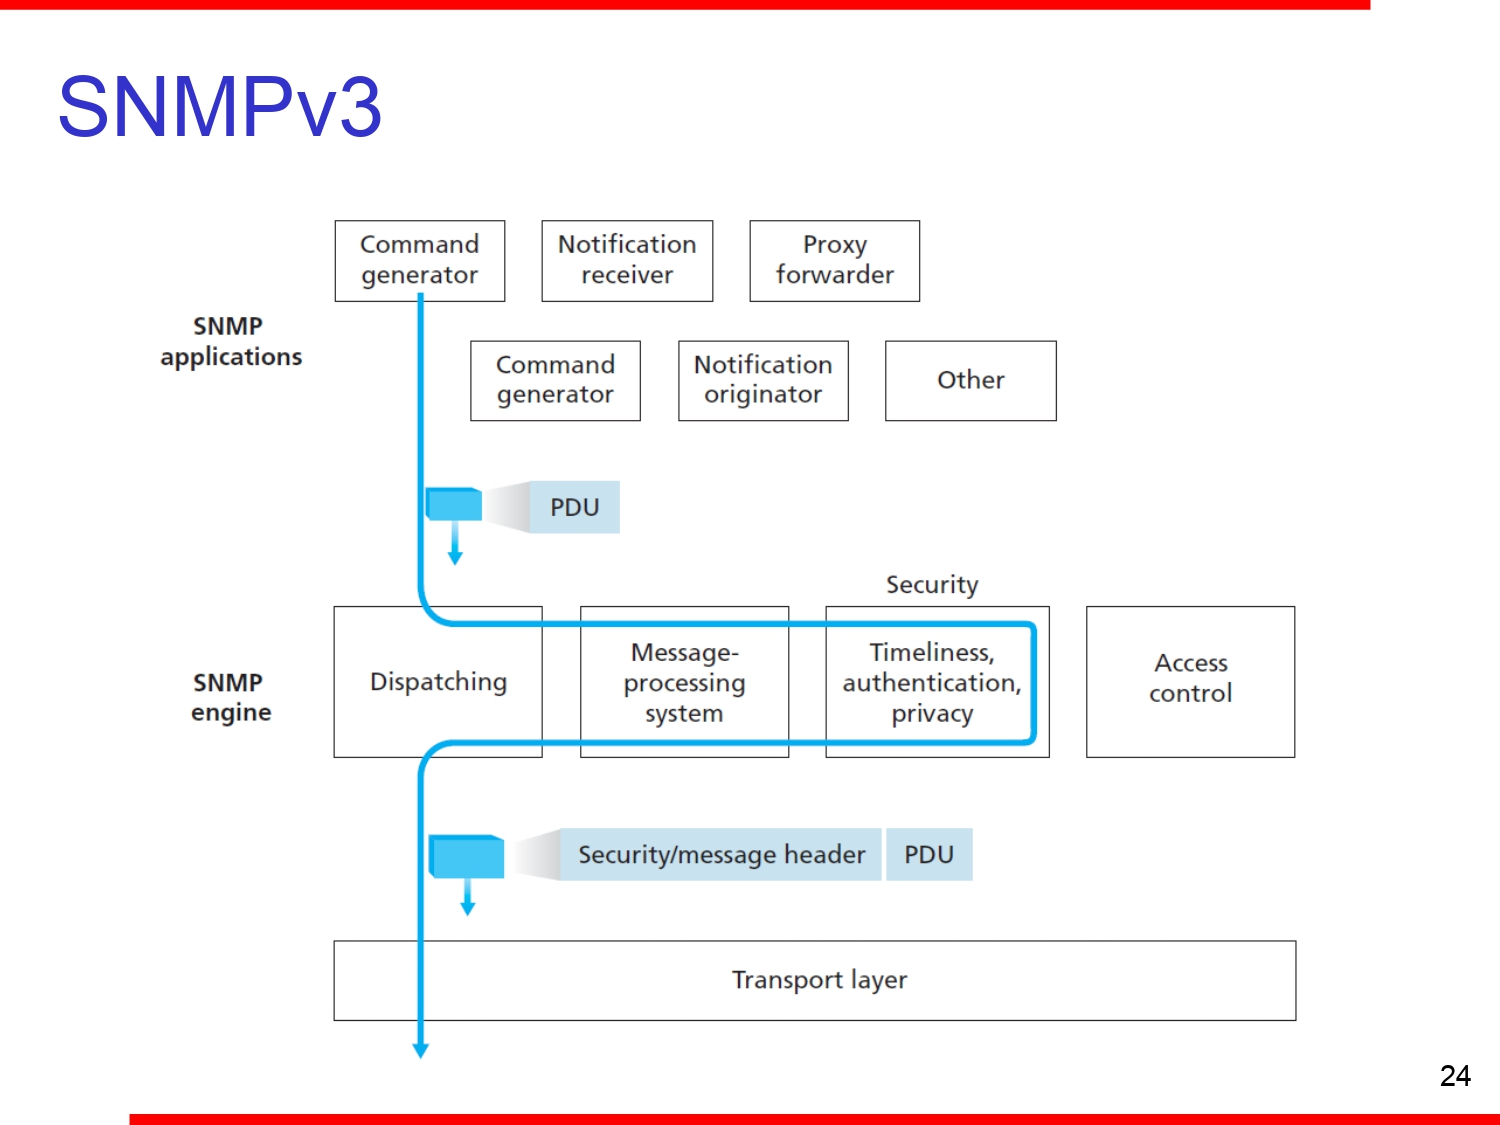 SNMPv3
Command
generator
Notification
receiver
Proxy
forwarder
SNMP
applications
Command
generator
Notification
originator
Other
PDU
Security
SNMP
engine
Dispatching
Message-
processing
system
Timeliness,
authentication,
privacy
Access
control
Security/message header
PDU
Transport layer
24